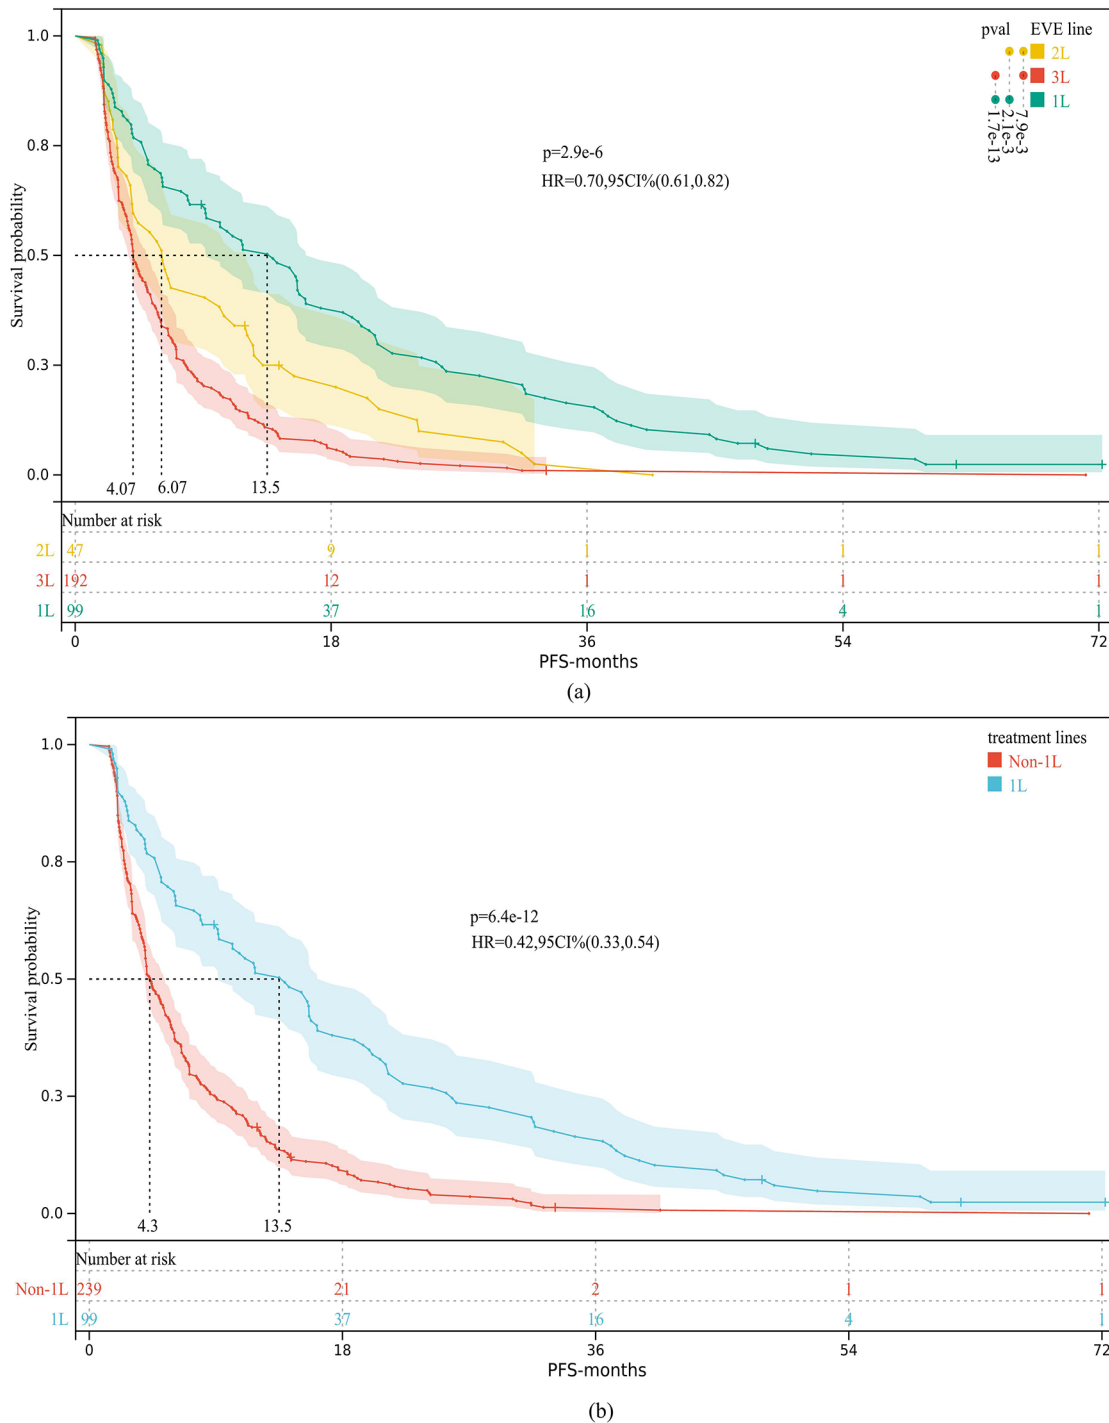 pval EVE line
2L
3L
1L
1.7e-13
2.1e-3
7.9e-3
p=2.9e-6
HR=0.70,95CI%(0.61,0.82)
Survival probability
1.0
0.8
0.5
0.3
0.0
4.07 6.07 13.5
Number at risk
2L 47 9 1 1 1
3L 192 12 1 1 1
1L 99 37 16 4 1
0 18 36 54 72
PFS-months
(a)
treatment lines
Non-1L
1L
p=6.4e-12
HR=0.42,95CI%(0.33,0.54)
Survival probability
1.0
0.8
0.5
0.3
0.0
4.3 13.5
Number at risk
Non-1L 239 21 2 1 1
1L 99 37 16 4 1
0 18 36 54 72
PFS-months
(b)